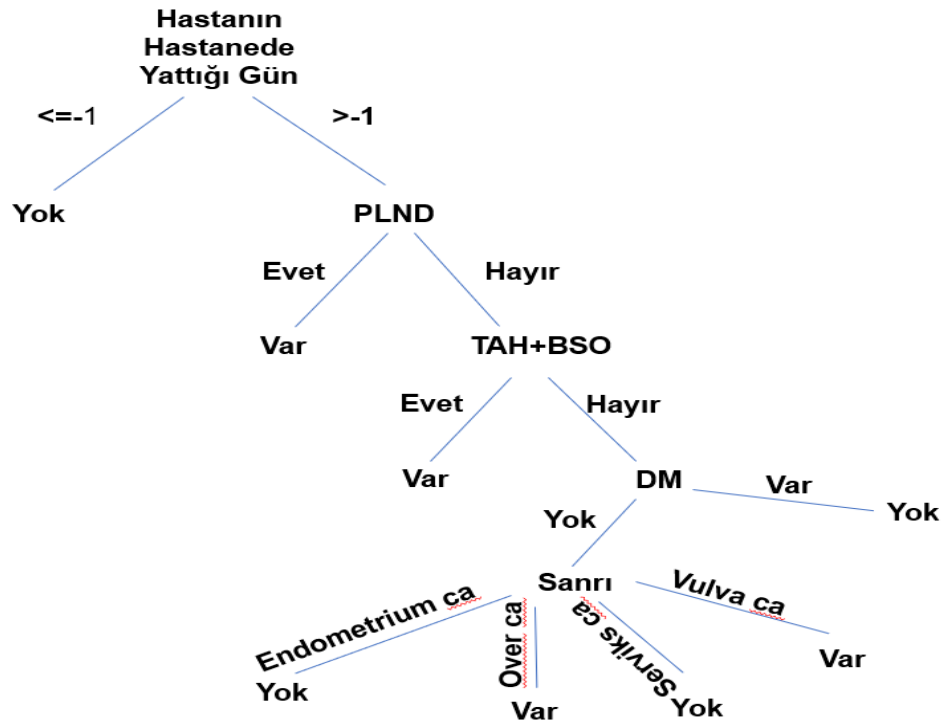 Hastanın
Hastanede
Yattığı Gün
<=-1
>-1
Yok
PLND
Evet
Hayır
Var
TAH+BSO
Evet
Hayır
Var
DM
Var
Yok
Yok
Sanrı
Endometrium ca
Over ca
Serviks ca
Vulva ca
Yok
Var
Yok
Var